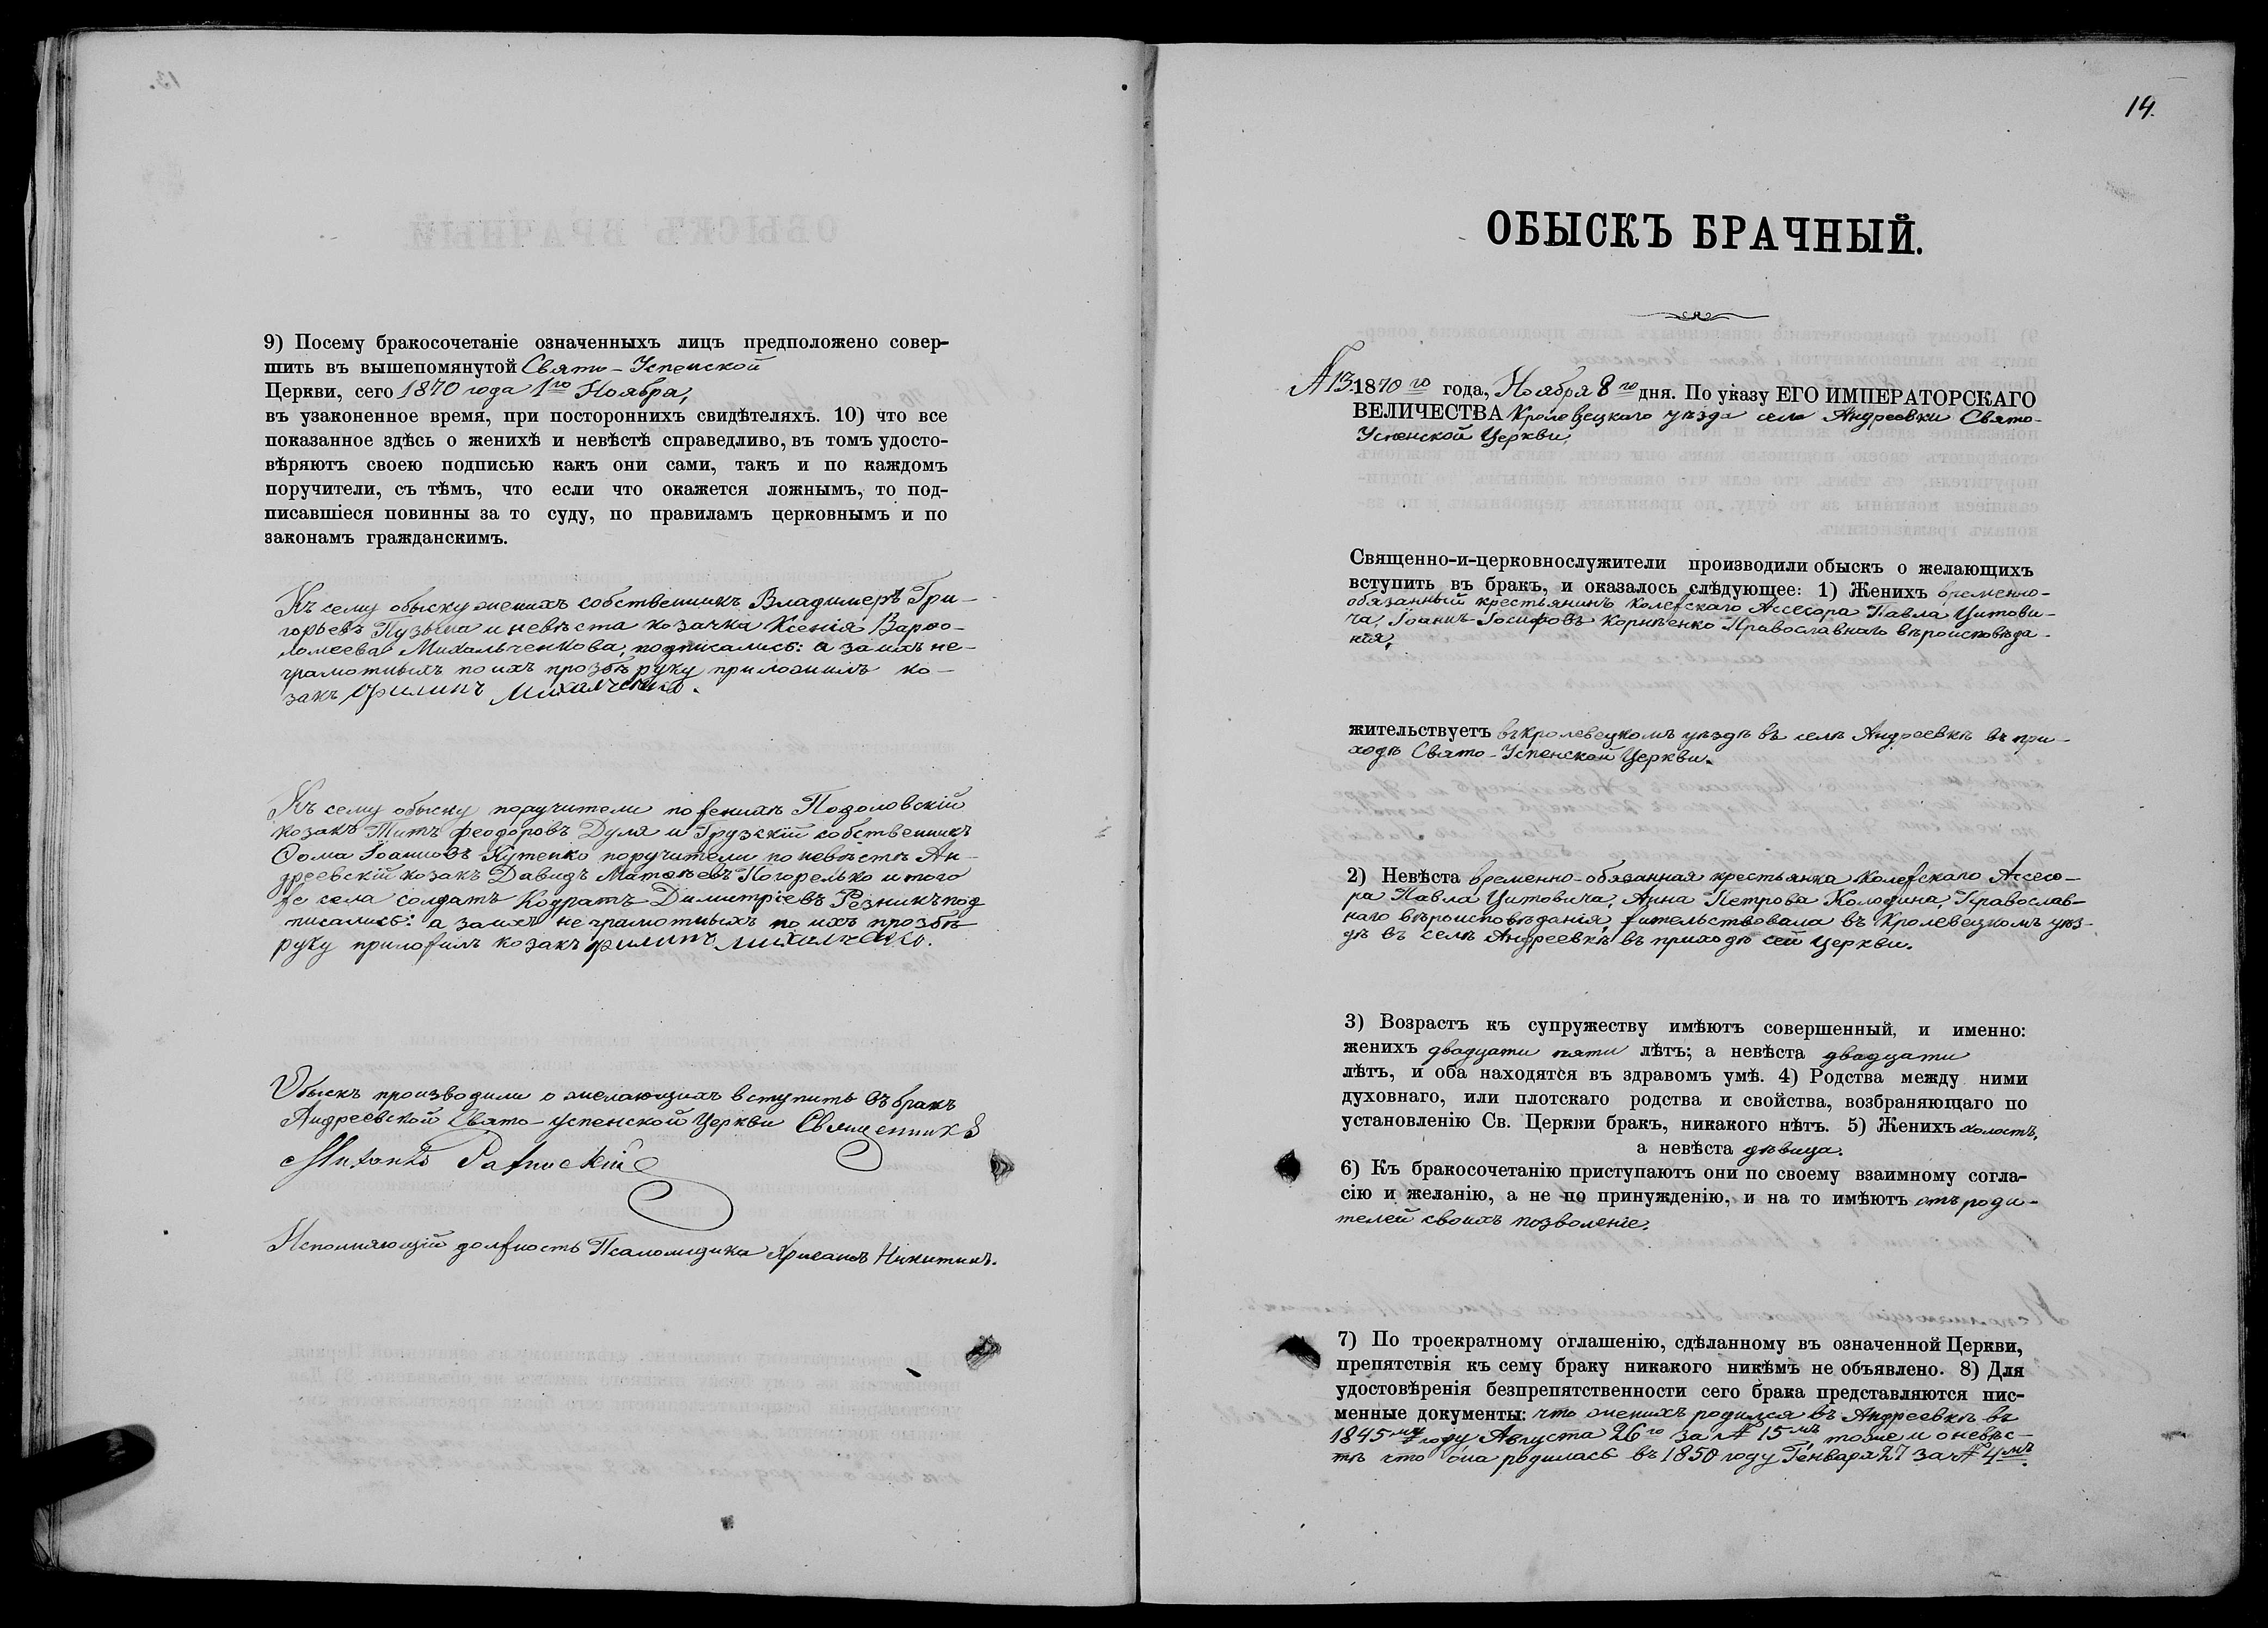 9) Посему бракосочетаніе означенныхъ лицъ предположено совер-
шить въ вышепомянутой Свято-Успенской
Церкви, сего 1870 года 1го Ноября,
въ узаконенное время, при постороннихъ свидѣтеляхъ. 10) что все
показанное здѣсь о женихѣ и невѣстѣ справедливо, въ томъ удосто-
вѣряютъ своею подписью какъ они сами, такъ и по каждомъ
поручители, съ тѣмъ, что если что окажется ложнымъ, то под-
писавшіеся повинны за то суду, по правиламъ церковнымъ и по
законамъ гражданскимъ.
Къ сему обыску женихъ собственникъ Владимеръ Гри-
горьевъ Пузына и невѣста козачка Ксенія Варѳо-
ломеева Михальченкова, подписались: а за ихъ не-
грамотныхъ по ихъ прозбѣ руку приложилъ ко-
закъ Филипъ Михалченко.
Къ сему обыску поручители по женихѣ Подоловскій
козакъ Титъ Феодоровъ Дуля и Грузскій собственникъ
Ѳома Іоанновъ Кутенко поручители по невѣстѣ Ан-
дреевскій козакъ Давидъ Матѳѣевъ Погорелько и того
же села солдатъ Кодратъ Димитріевъ Резникъ под
писались: а за ихъ не грамотныхъ по ихъ прозбѣ
руку приложилъ козакъ Филипъ Михалченко.
Обыскъ производили о желающихъ вступить въ бракъ
Андреевской Свято-Успенской Церкви Священникъ
Исполняющій должность Псаломщика Хрисанѳъ Никитинъ.
14.
ОБЫСКЪ БРАЧНЫЙ.
№ 13. 1870го года, Ноября 8го дня. По указу ЕГО ИМПЕРАТОРСКАГО
ВЕЛИЧЕСТВА Кролевецкаго уѣзда села Андреевки Свято-
Успенской Церкви,
Священно-и-церковнослужители производили обыскъ о желающихъ
вступить въ бракъ, и оказалось слѣдующее: 1) Женихъ временно-
обязанный крестьянинъ Колежскаго Ассесора Павла Цитови-
ча, Іоаннъ Іосифовъ Корнѣенко Православнаго вѣроисповѣда-
нія,
жительствуетъ въ Кролевецкомъ уѣздѣ въ селѣ Андреевкѣ въ при-
ходѣ Свято-Успенской Церкви.
2) Невѣста временно-обязанная крестьянка Колежскаго Ассесо-
ра Павла Цитовича, Анна Петрова Колодина, Православ-
наго вѣроисповѣданія, жительствовала въ Кролевецкомъ уѣз-
дѣ въ селѣ Андреевкѣ въ приходѣ сей Церкви.
3) Возрастъ къ супружеству имѣютъ совершенный, и именно:
женихъ двадцати пяти лѣтъ; а невѣста двадцати
лѣтъ, и оба находятся въ здравомъ умѣ. 4) Родства между ними
духовнаго, или плотскаго родства и свойства, возбраняющаго по
установленію Св. Церкви бракъ, никакого нѣтъ. 5) Женихъ холостъ,
а невѣста дѣвица.
6) Къ бракосочетанію приступаютъ они по своему взаимному согла-
сію и желанію, а не по принужденію, и на то имѣютъ отъ роди-
телей своихъ позволеніе.
7) По троекратному оглашенію, сдѣланному въ означенной Церкви,
препятствія къ сему браку никакого никѣмъ не объявлено. 8) Для
удостовѣренія безпрепятственности сего брака представляются пис-
менные документы: что женихъ родился въ Андреевкѣ въ
1845мъ году Августа 26го за № 15мъ тоже и о невѣс-
тѣ что она родилась въ 1850 году Генваря 27 за № 4мъ.